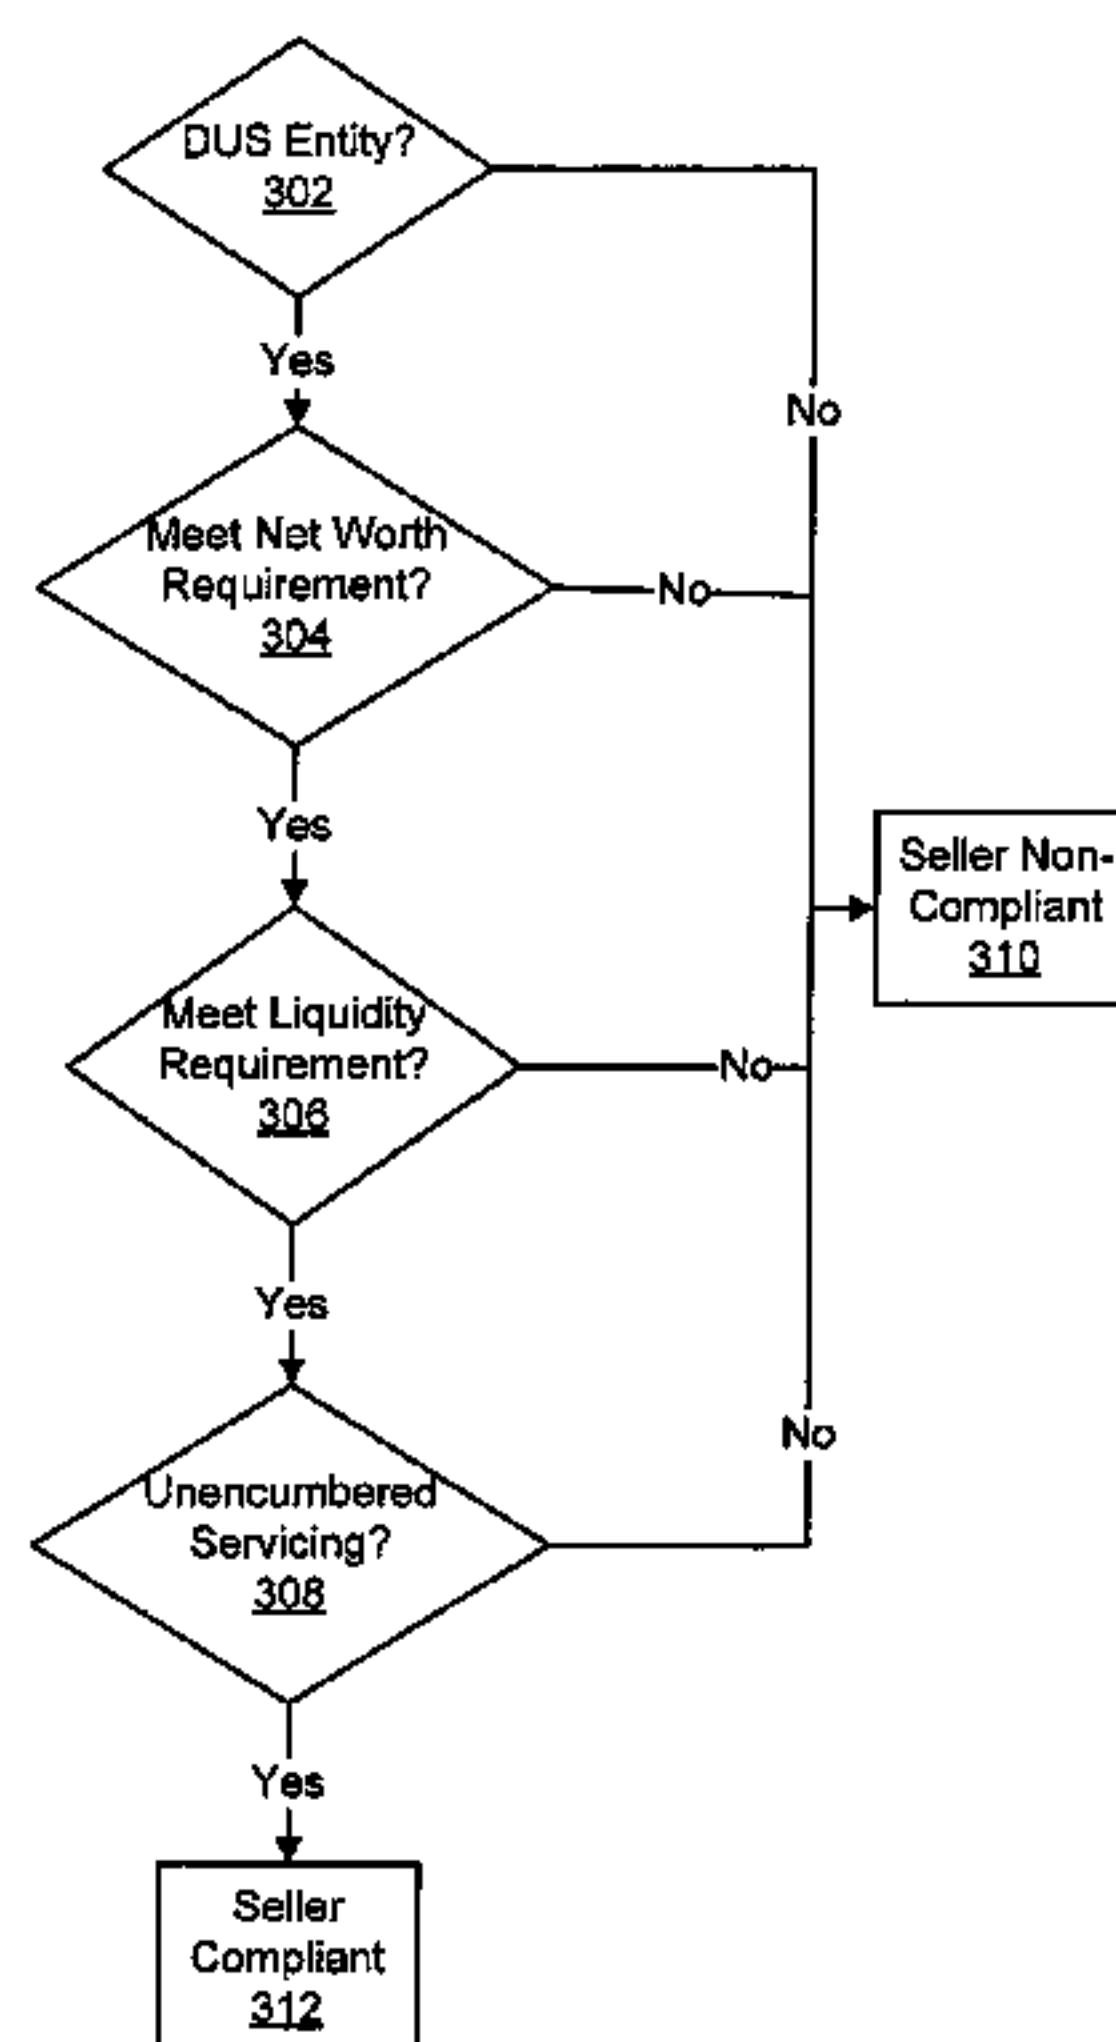 DUS Entity?
302
Yes
No
Meet Net Worth
Requirement?
304
No
Yes
Seller Non-
Compliant
310
Meet Liquidity
Requirement?
306
No
Yes
No
Unencumbered
Servicing?
308
Yes
Seller
Compliant
312